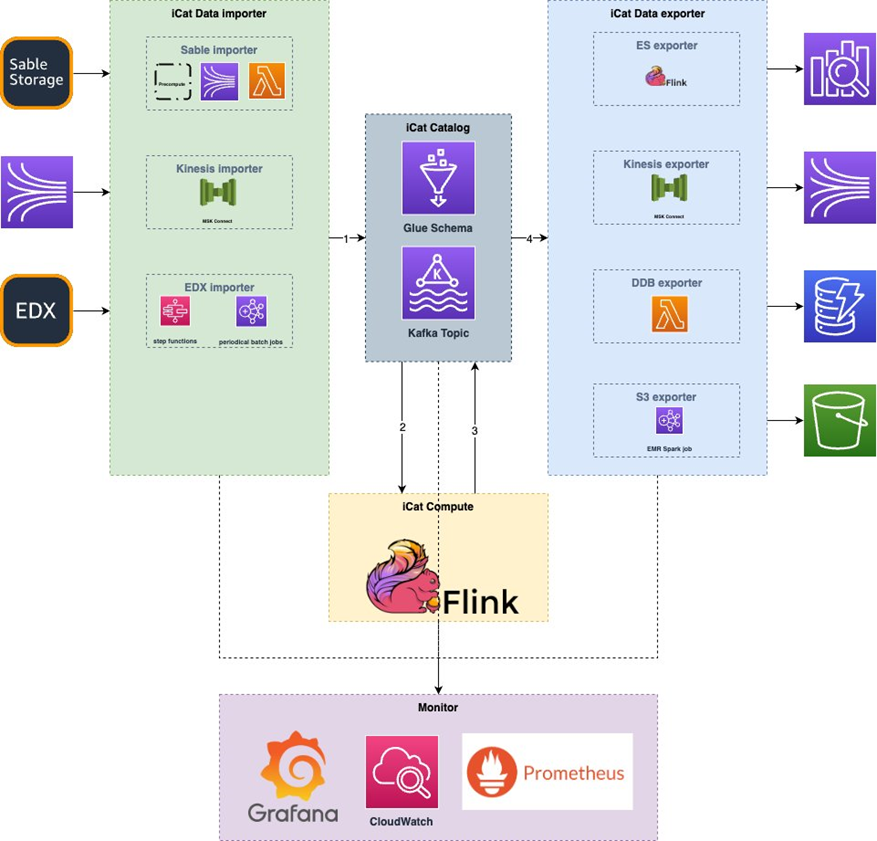 iCat Data importer
Sable importer
Precompute
Sable
Storage
Kinesis importer
MSK Connect
EDX
EDX importer
step functions
periodical batch jobs
1
iCat Catalog
Glue Schema
K
Kafka Topic
4
2
3
iCat Data exporter
ES exporter
Flink
Kinesis exporter
MSK Connect
DDB exporter
S3 exporter
EMR Spark job
iCat Compute
Flink
Monitor
Grafana
CloudWatch
Prometheus